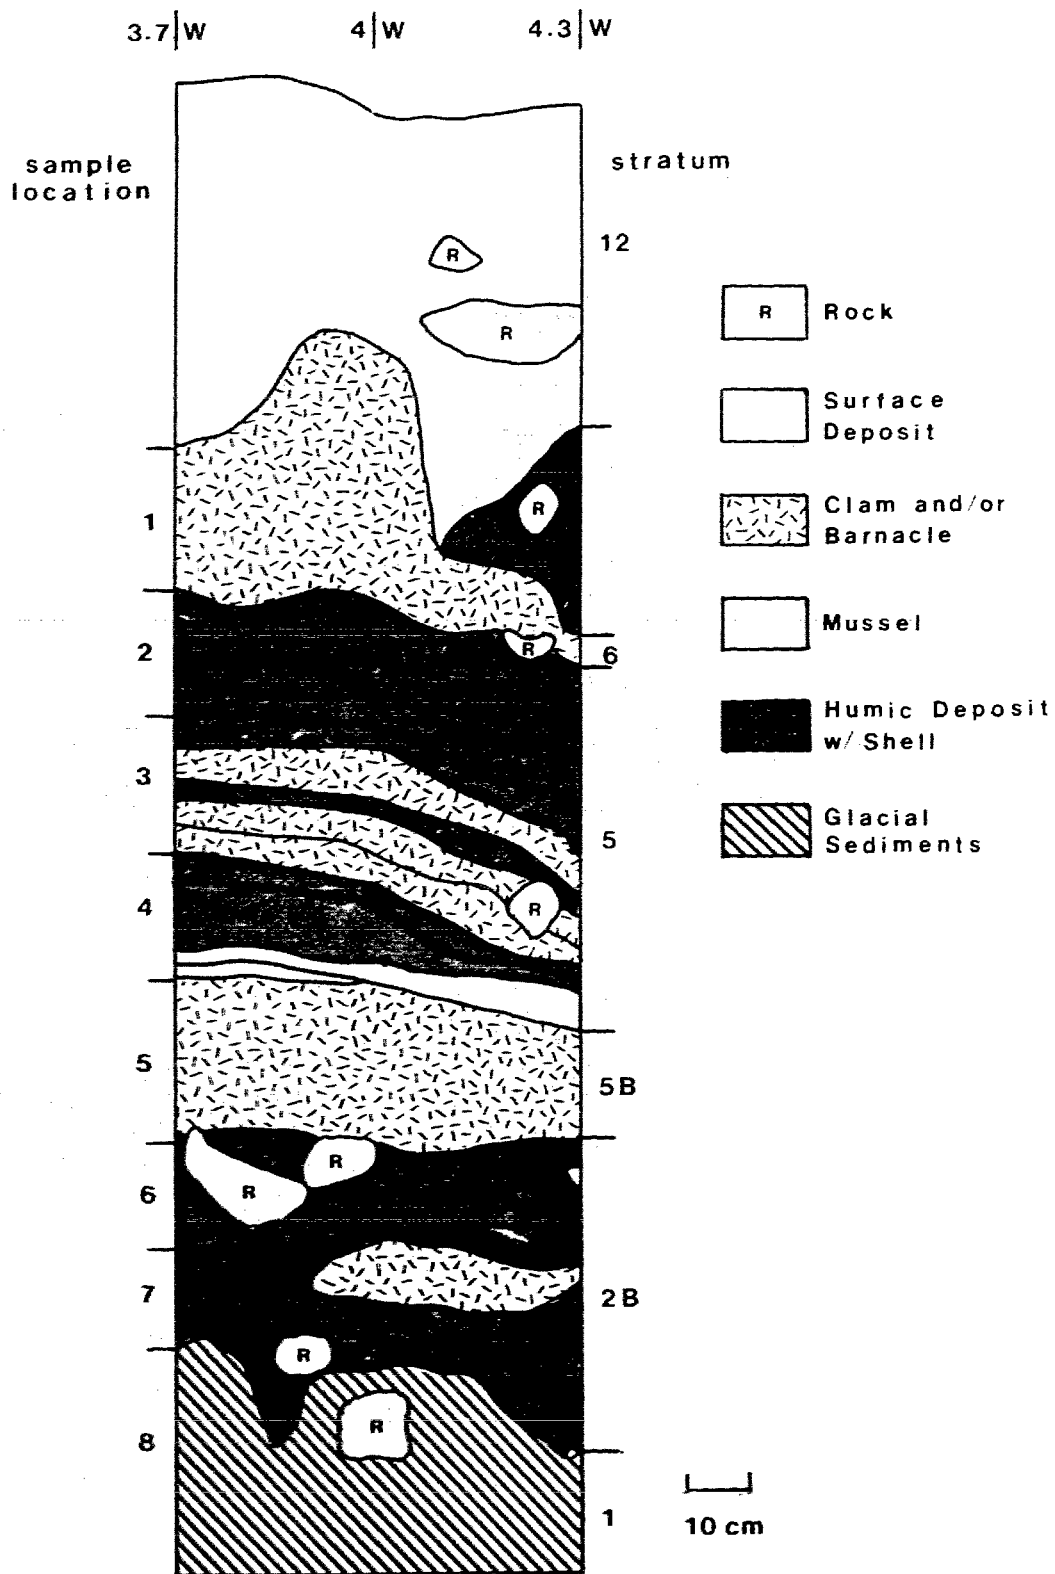 3.7 W 4 W 4.3 W
sample
location
stratum
12
R
R
R
1
R
6
2
3
5
R
4
5
5B
R
R
6
7
2B
R
R
8
1
R Rock
Surface
Deposit
Clam and/or
Barnacle
Mussel
Humic Deposit
w/ Shell
Glacial
Sediments
10 cm